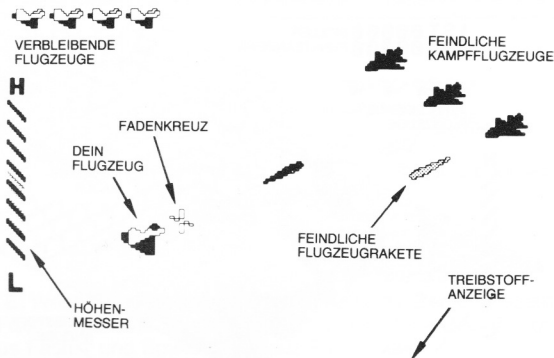 VERBLEIBENDE
FLUGZEUGE
FEINDLICHE
KAMPFFLUGZEUGE
H
FADENKREUZ
DEIN
FLUGZEUG
FEINDLICHE
FLUGZEUGRAKETE
L
HÖHEN-
MESSER
TREIBSTOFF-
ANZEIGE